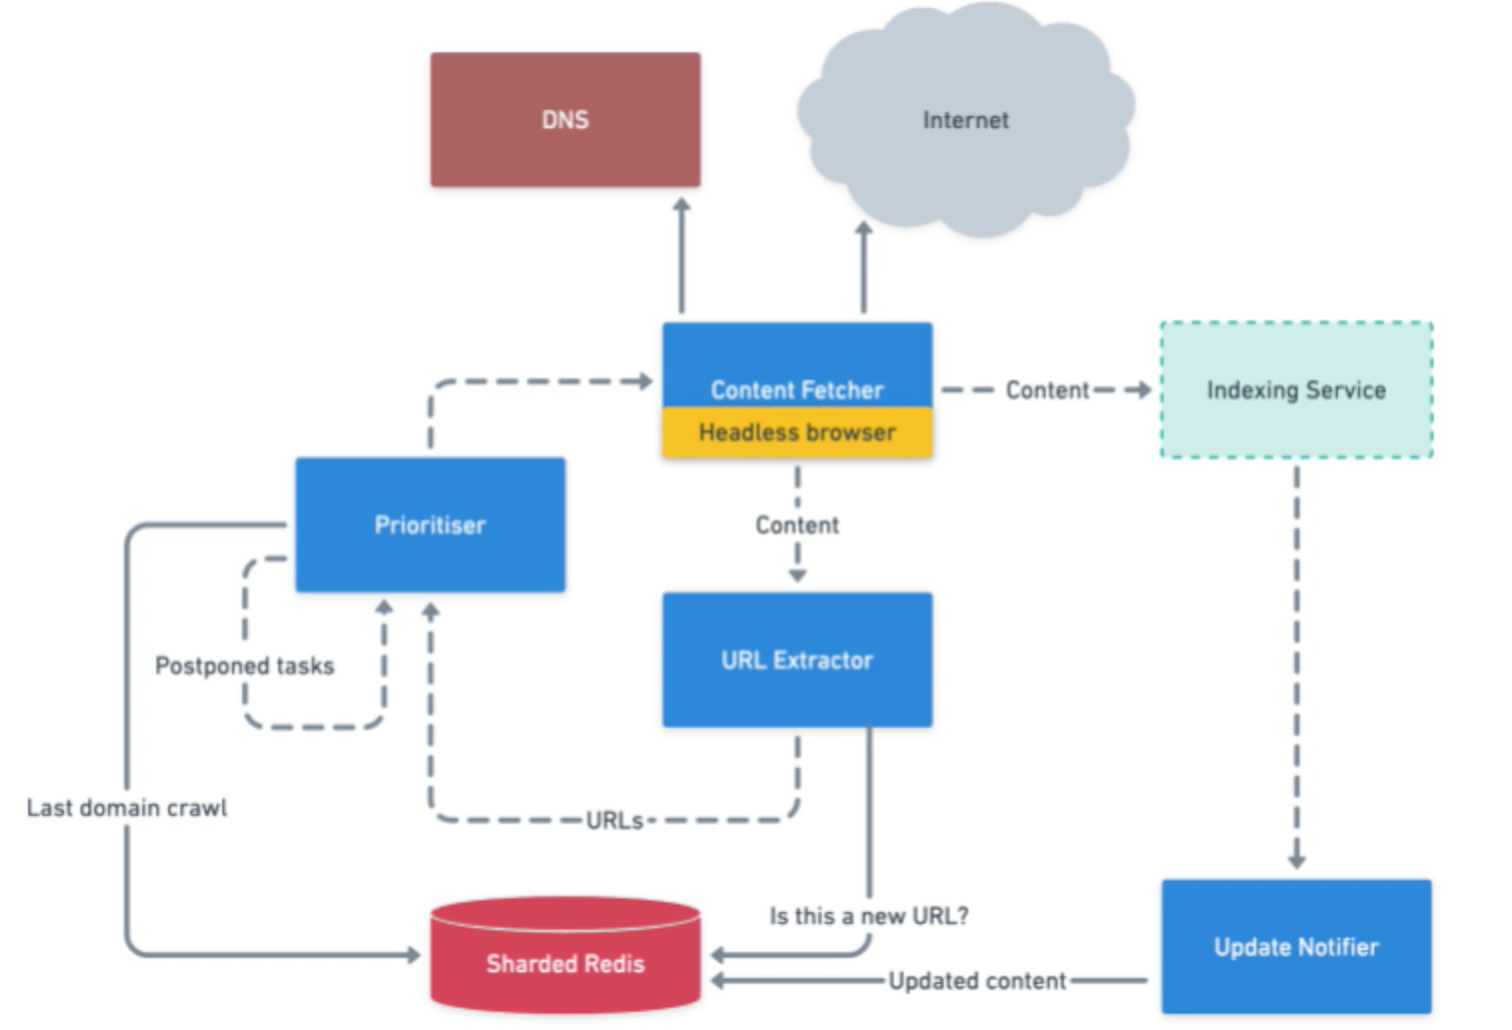 DNS
Internet
Content Fetcher
Headless browser
Content
Indexing Service
Prioritiser
Content
URL Extractor
Postponed tasks
Last domain crawl
URLs
Is this a new URL?
Sharded Redis
Updated content
Update Notifier